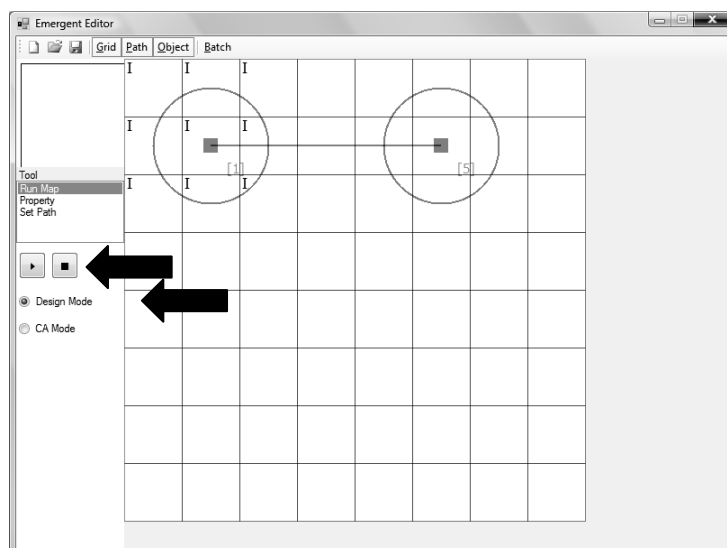 Emergent Editor
Grid Path Object Batch
I I I
I I I
[1] [5]
Tool
Run Map
I I I
Property
Set Path
Design Mode
CA Mode